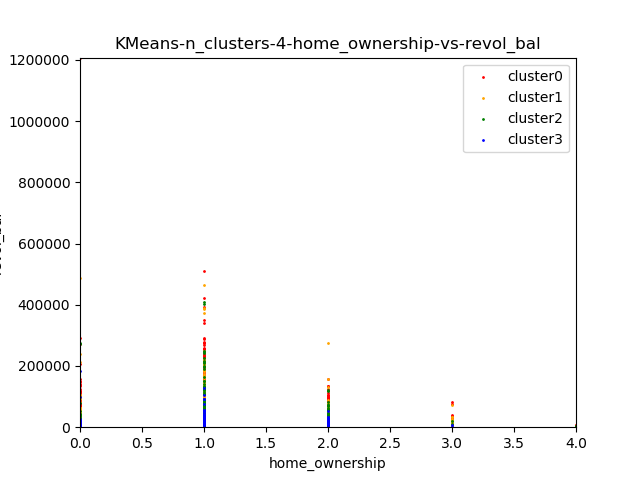 KMeans-n_clusters-4-home_ownership-vs-revol_bal
1200000
1000000
800000
600000
400000
200000
0
0.0 0.5 1.0 1.5 2.0 2.5 3.0 3.5 4.0
home_ownership
cluster0
cluster1
cluster2
cluster3